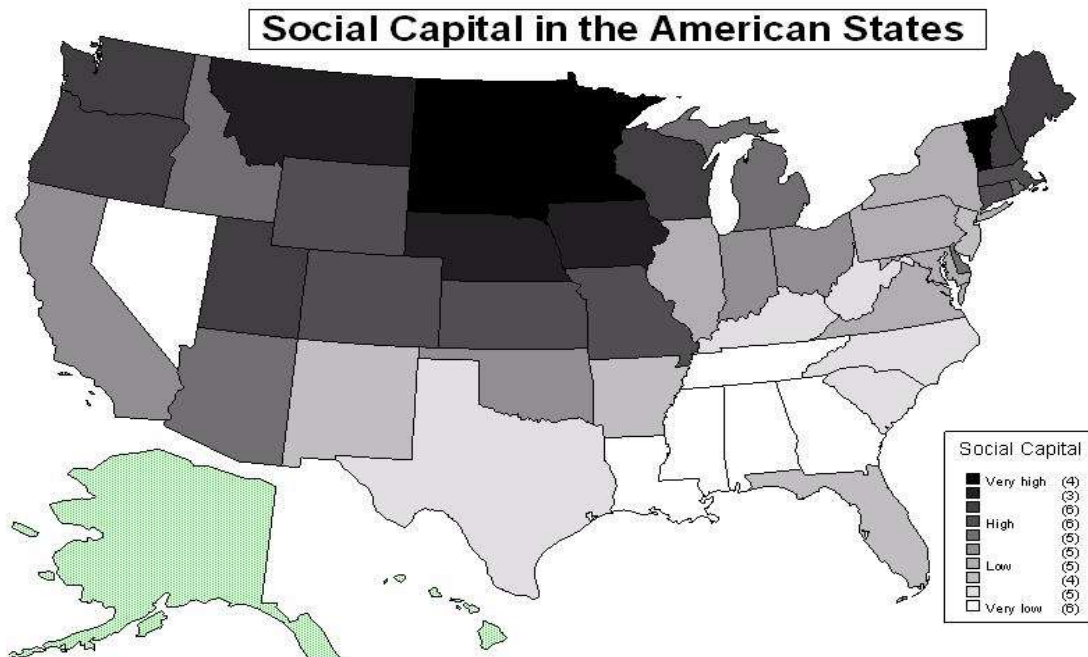 Social Capital in the American States
Social Capital
Very high (4)
(3)
(6)
High (6)
(5)
(5)
Low (5)
(4)
(5)
Very low (6)